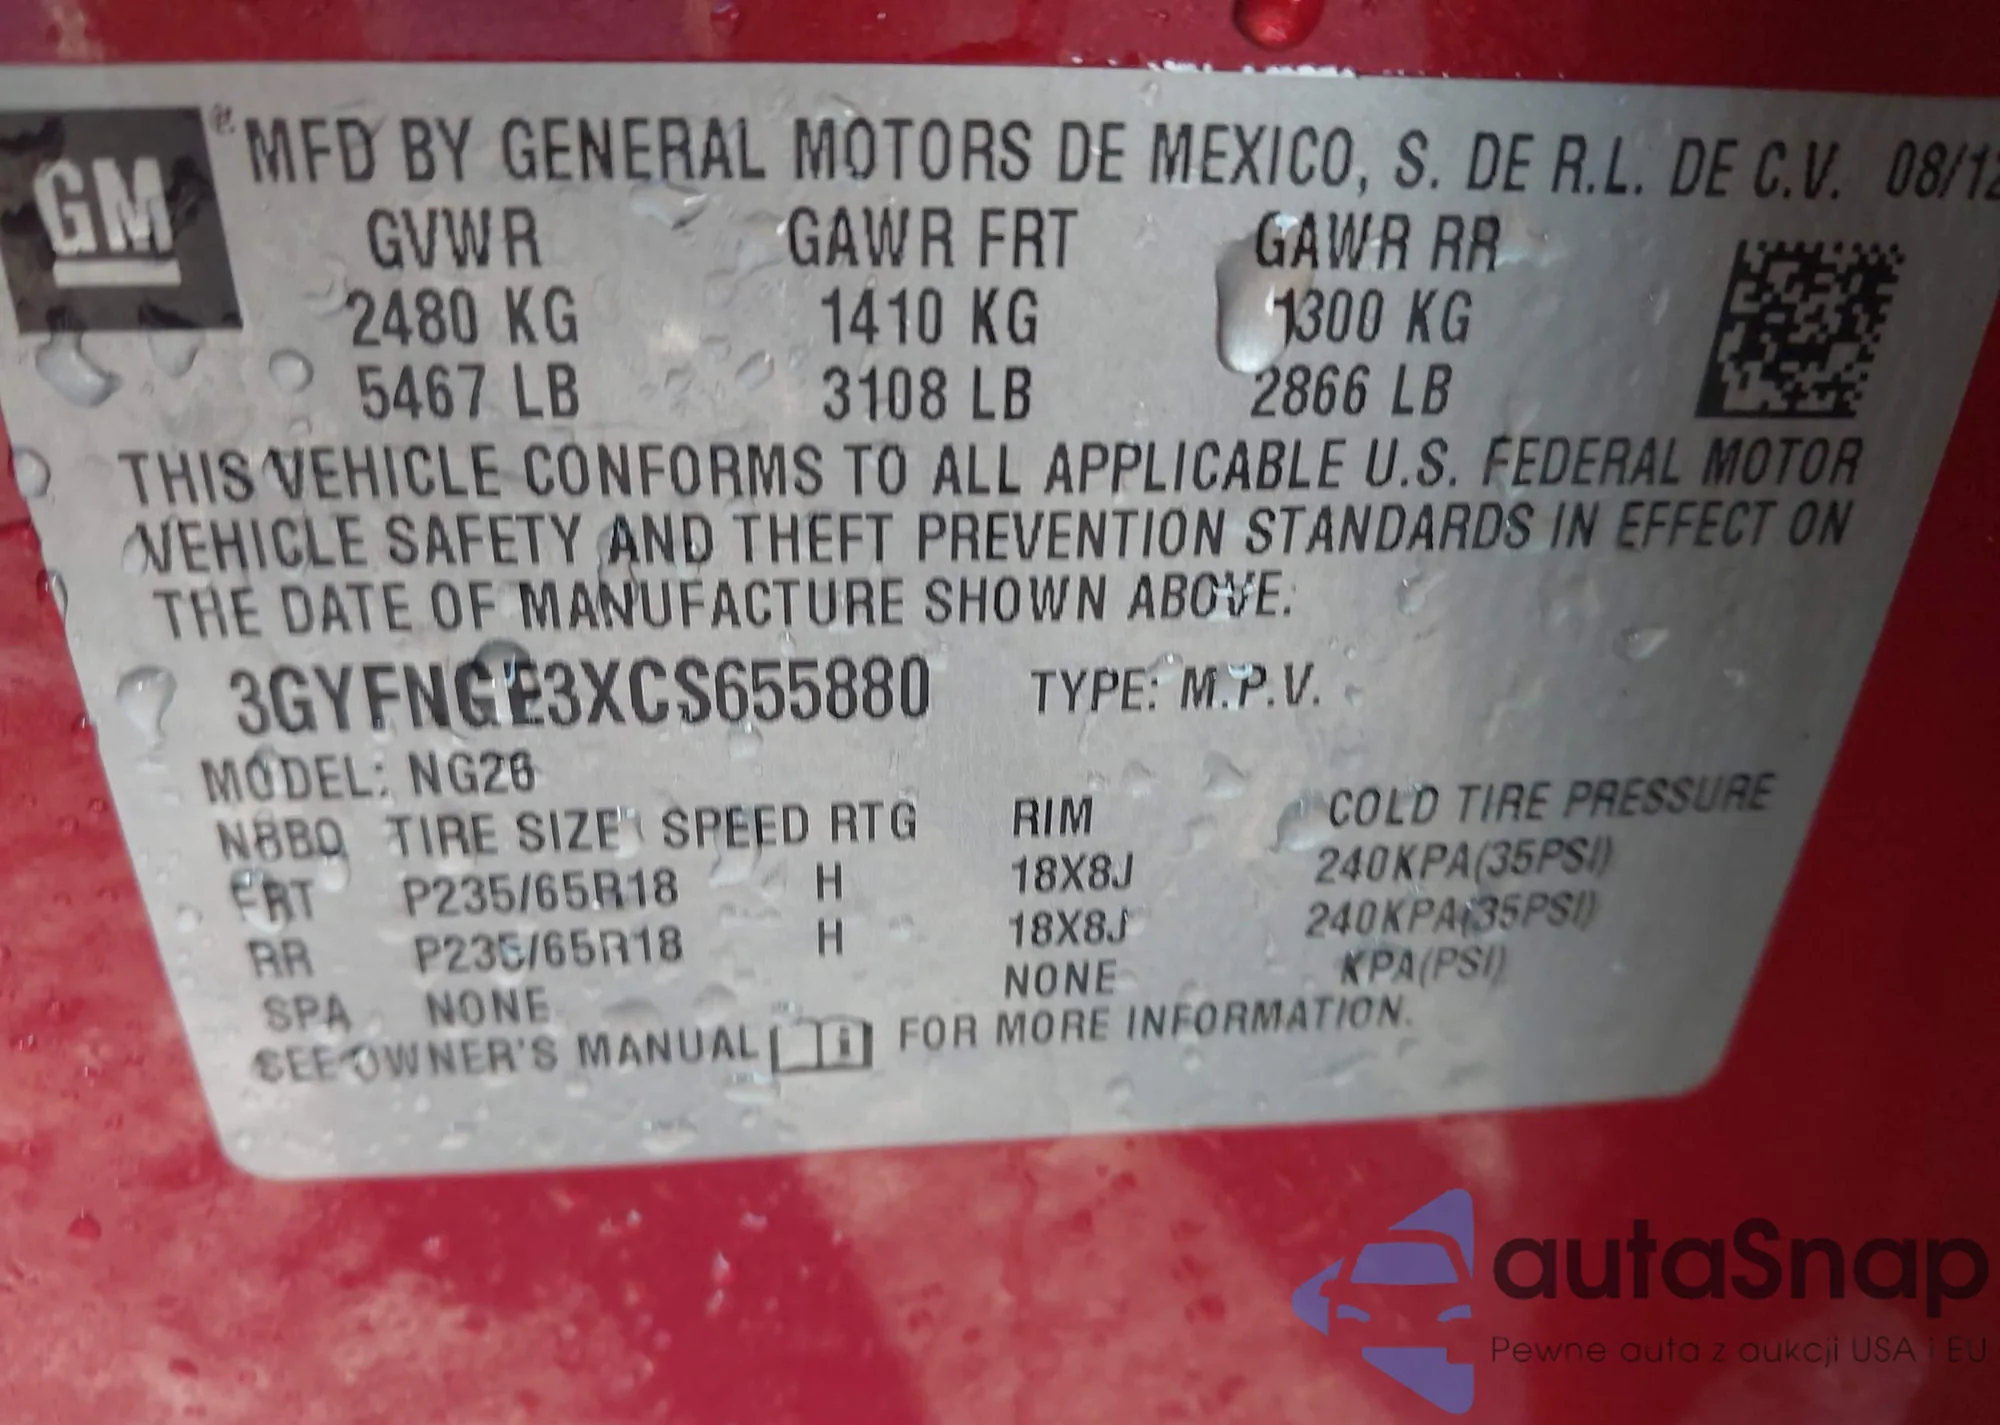 GM
MFD BY GENERAL MOTORS DE MEXICO, S. DE R.L. DE C.V. 08/12
GVWR GAWR FRT GAWR RR
2480 KG 1410 KG 1300 KG
5467 LB 3108 LB 2866 LB
THIS VEHICLE CONFORMS TO ALL APPLICABLE U.S. FEDERAL MOTOR
VEHICLE SAFETY AND THEFT PREVENTION STANDARDS IN EFFECT ON
THE DATE OF MANUFACTURE SHOWN ABOVE.
3GYFNGE3XCS655880 TYPE: M.P.V.
MODEL: NG26
TIRE SIZE SPEED RTG RIM COLD TIRE PRESSURE
FRT P235/65R18 H 18X8J 240KPA(35PSI)
RR P235/65R18 H 18X8J 240KPA(35PSI)
SPA NONE NONE KPA(PSI)
SEE OWNER'S MANUAL FOR MORE INFORMATION.
autaSnap
Pewne auta z aukcji USA i EU